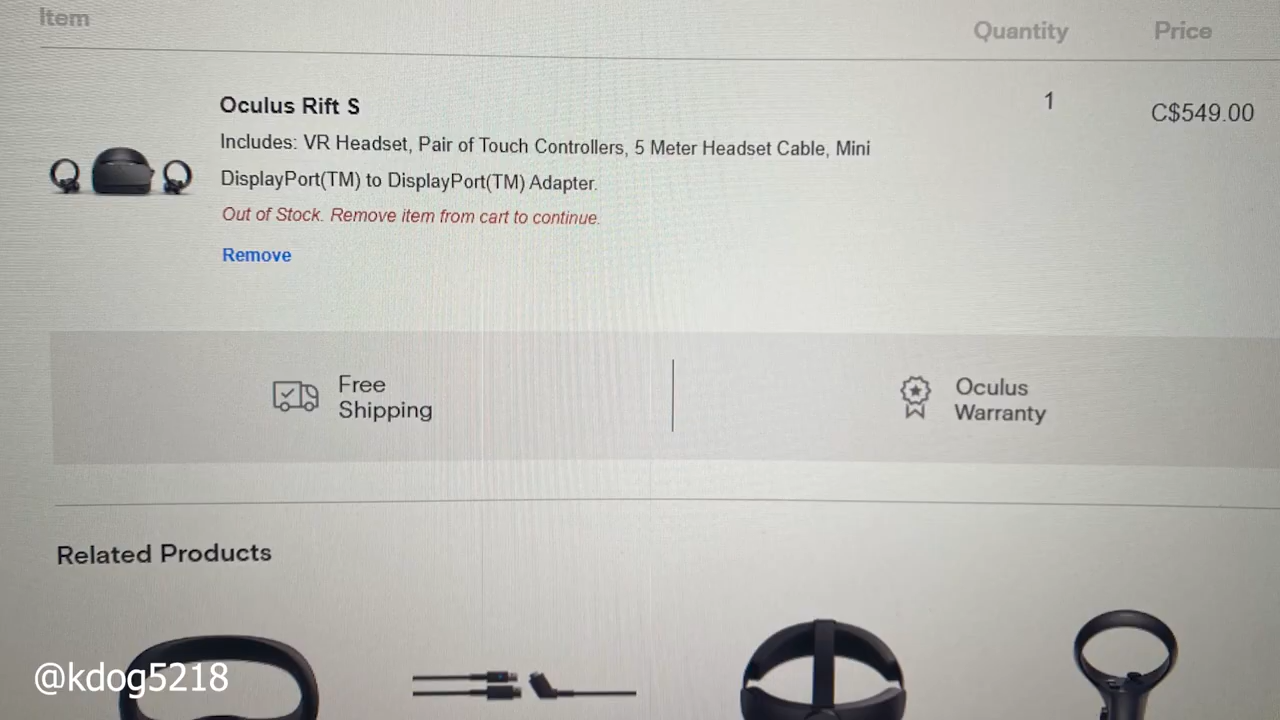 Item
Quantity
Price
Oculus Rift S
1
C$549.00
Includes: VR Headset, Pair of Touch Controllers, 5 Meter Headset Cable, Mini
DisplayPort(TM) to DisplayPort(TM) Adapter.
Out of Stock. Remove item from cart to continue.
Remove
Free
Shipping
Oculus
Warranty
Related Products
@kdog5218